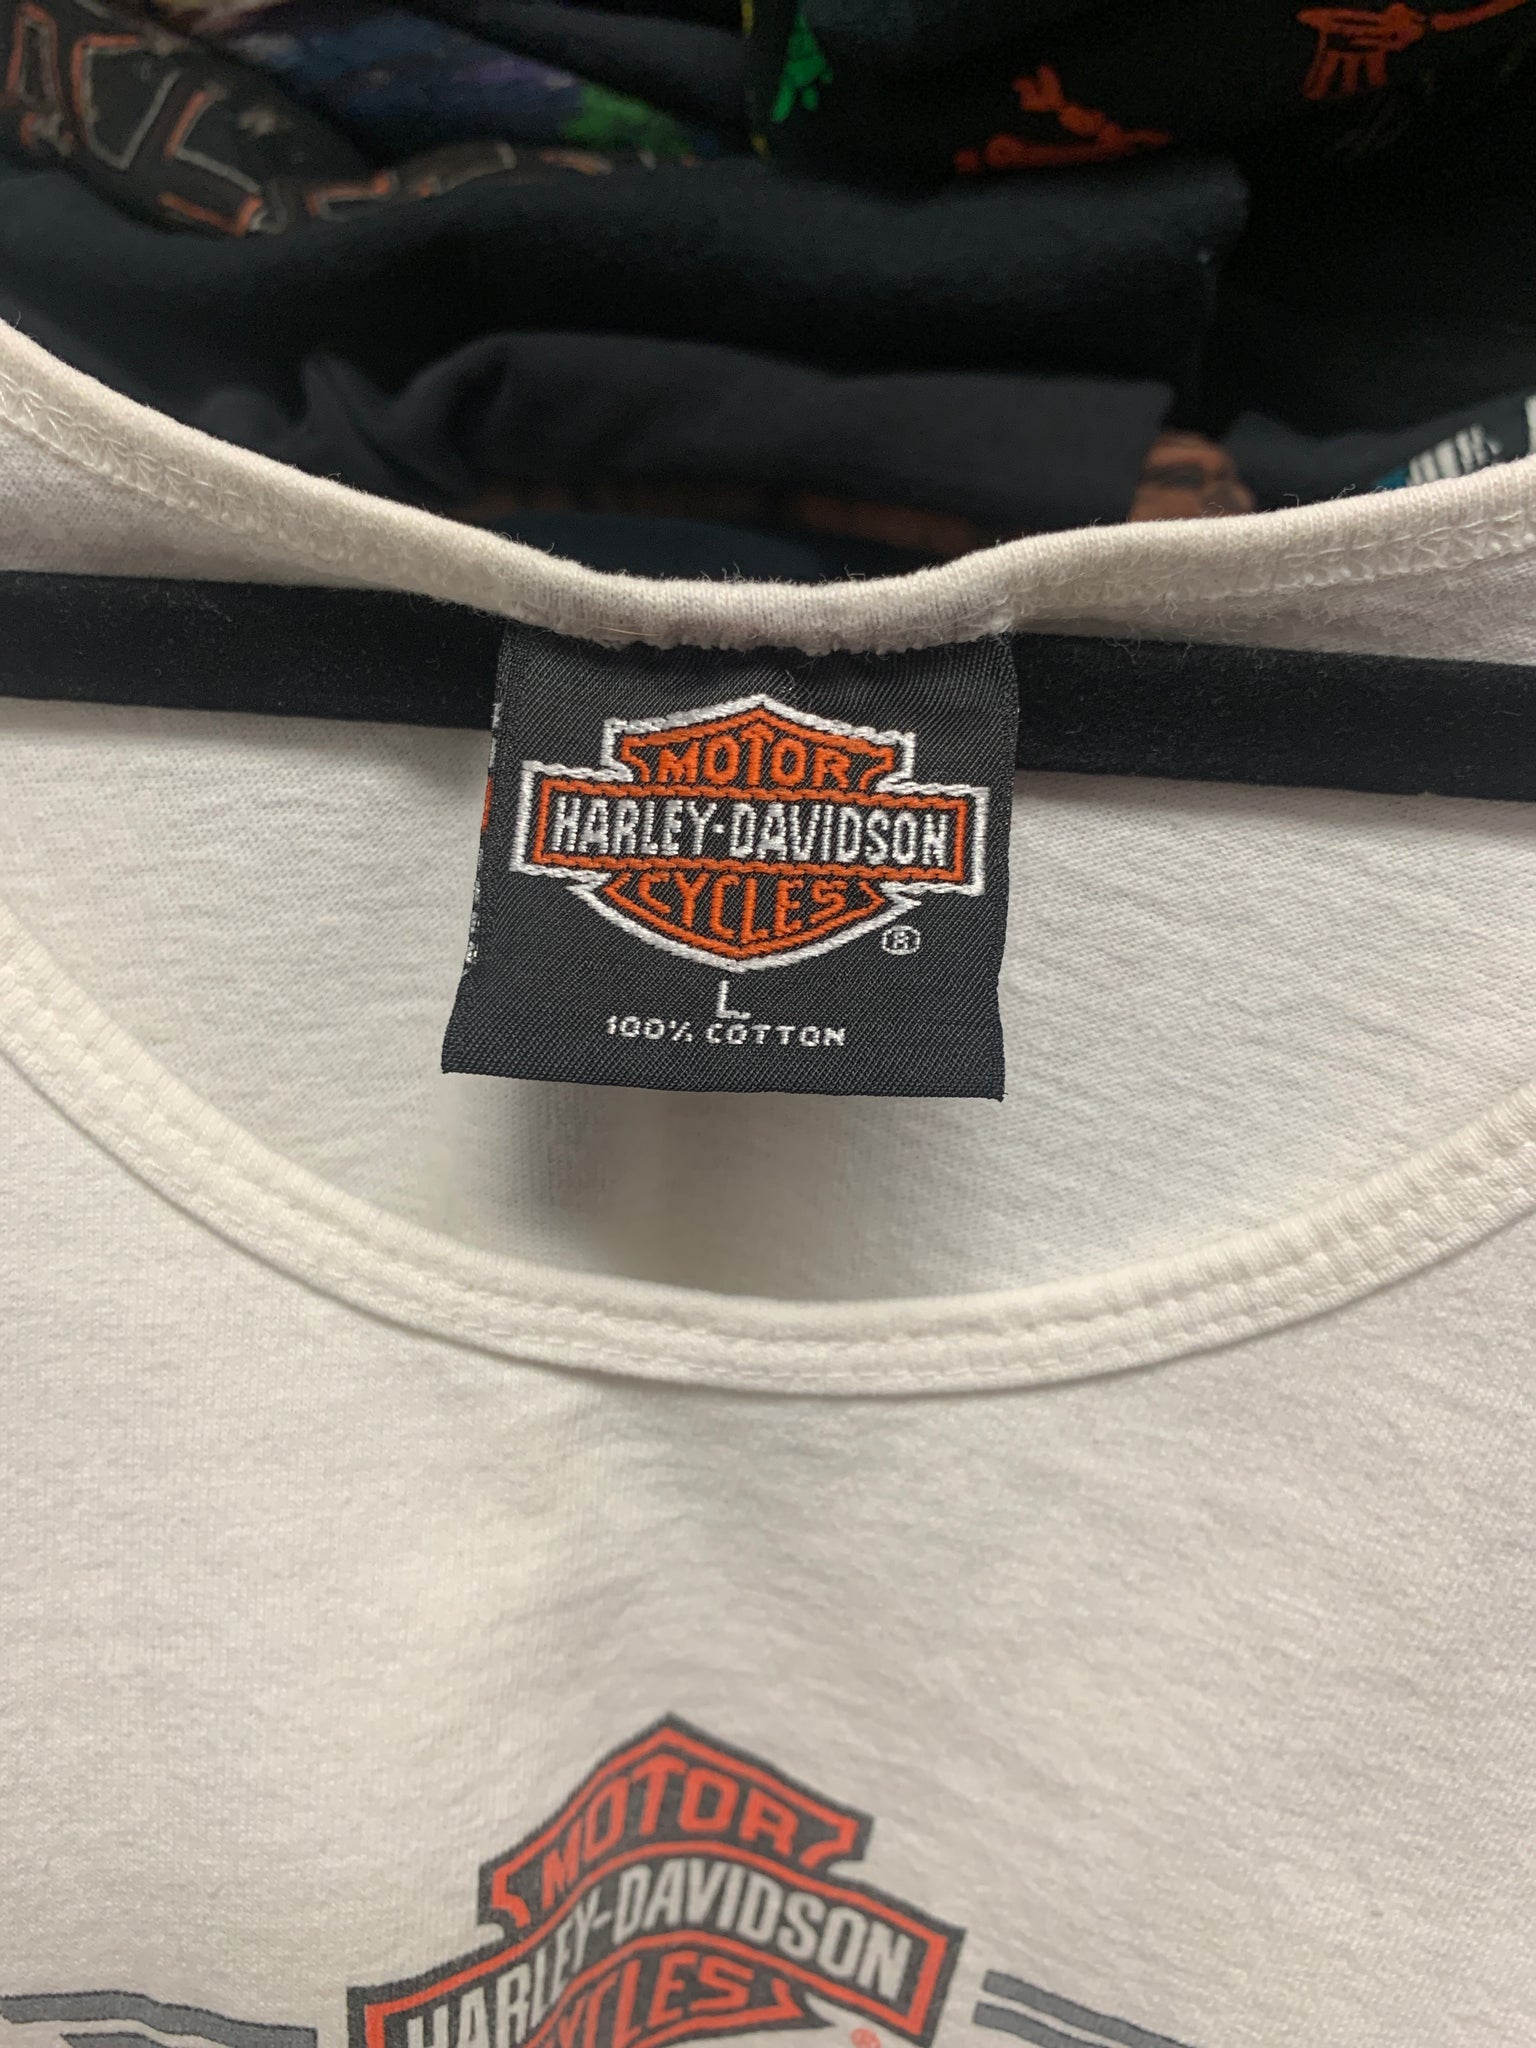 MOTOR
HARLEY-DAVIDSON
CYCLES
®
L
100% COTTON
MOTOR
HARLEY-DAVIDSON
CYCLES
®